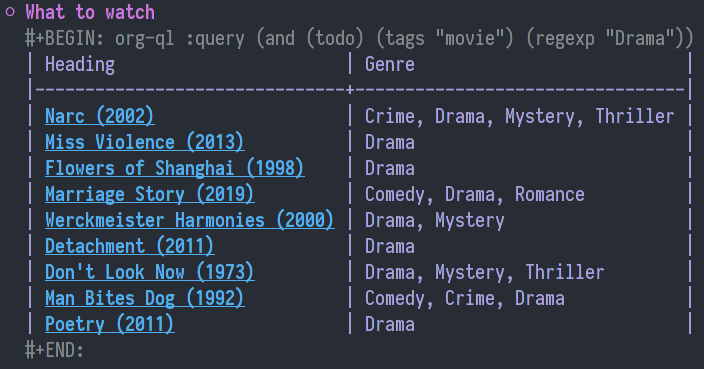 ○ What to watch
#+BEGIN: org-ql :query (and (todo) (tags "movie") (regexp "Drama"))
| Heading                      | Genre                           |
|------------------------------+---------------------------------|
| Narc (2002)                  | Crime, Drama, Mystery, Thriller |
| Miss Violence (2013)         | Drama                           |
| Flowers of Shanghai (1998)   | Drama                           |
| Marriage Story (2019)        | Comedy, Drama, Romance          |
| Werckmeister Harmonies (2000) | Drama, Mystery                  |
| Detachment (2011)            | Drama                           |
| Don't Look Now (1973)        | Drama, Mystery, Thriller        |
| Man Bites Dog (1992)         | Comedy, Crime, Drama            |
| Poetry (2011)                | Drama                           |
#+END: